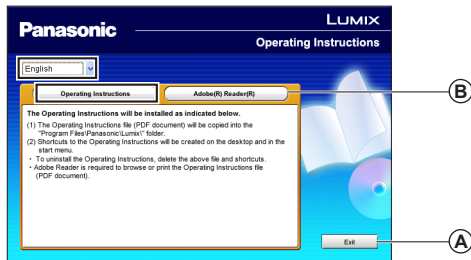 Panasonic
LUMIX
Operating Instructions
English
Operating Instructions
Adobe(R) Reader(R)
B
The Operating Instructions will be installed as indicated below.
(1) The Operating Instructions file (PDF document) will be copied into the
"Program Files\Panasonic\Lumix\" folder.
(2) Shortcuts to the Operating Instructions will be created on the desktop and in the
start menu.
・ To uninstall the Operating Instructions, delete the above file and shortcuts.
・ Adobe Reader is required to browse or print the Operating Instructions file
(PDF document).
Exit
A